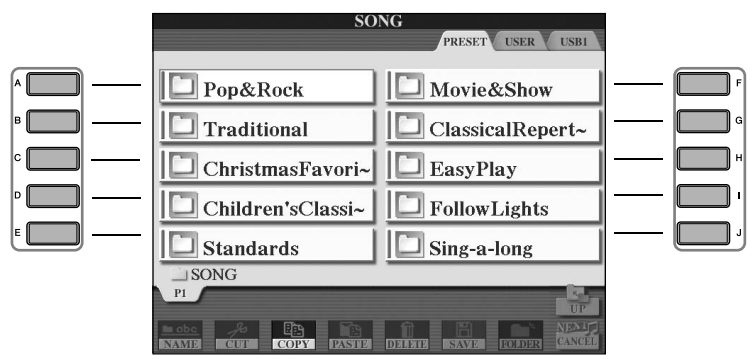 SONG
PRESET USER USB1
A Pop&Rock Movie&Show F
B Traditional ClassicalRepert~ G
C ChristmasFavori~ EasyPlay H
D Children'sClassi~ FollowLights I
E Standards Sing-a-long J
SONG
P1
UP
abc
NAME CUT COPY PASTE DELETE SAVE FOLDER NEXT CANCEL